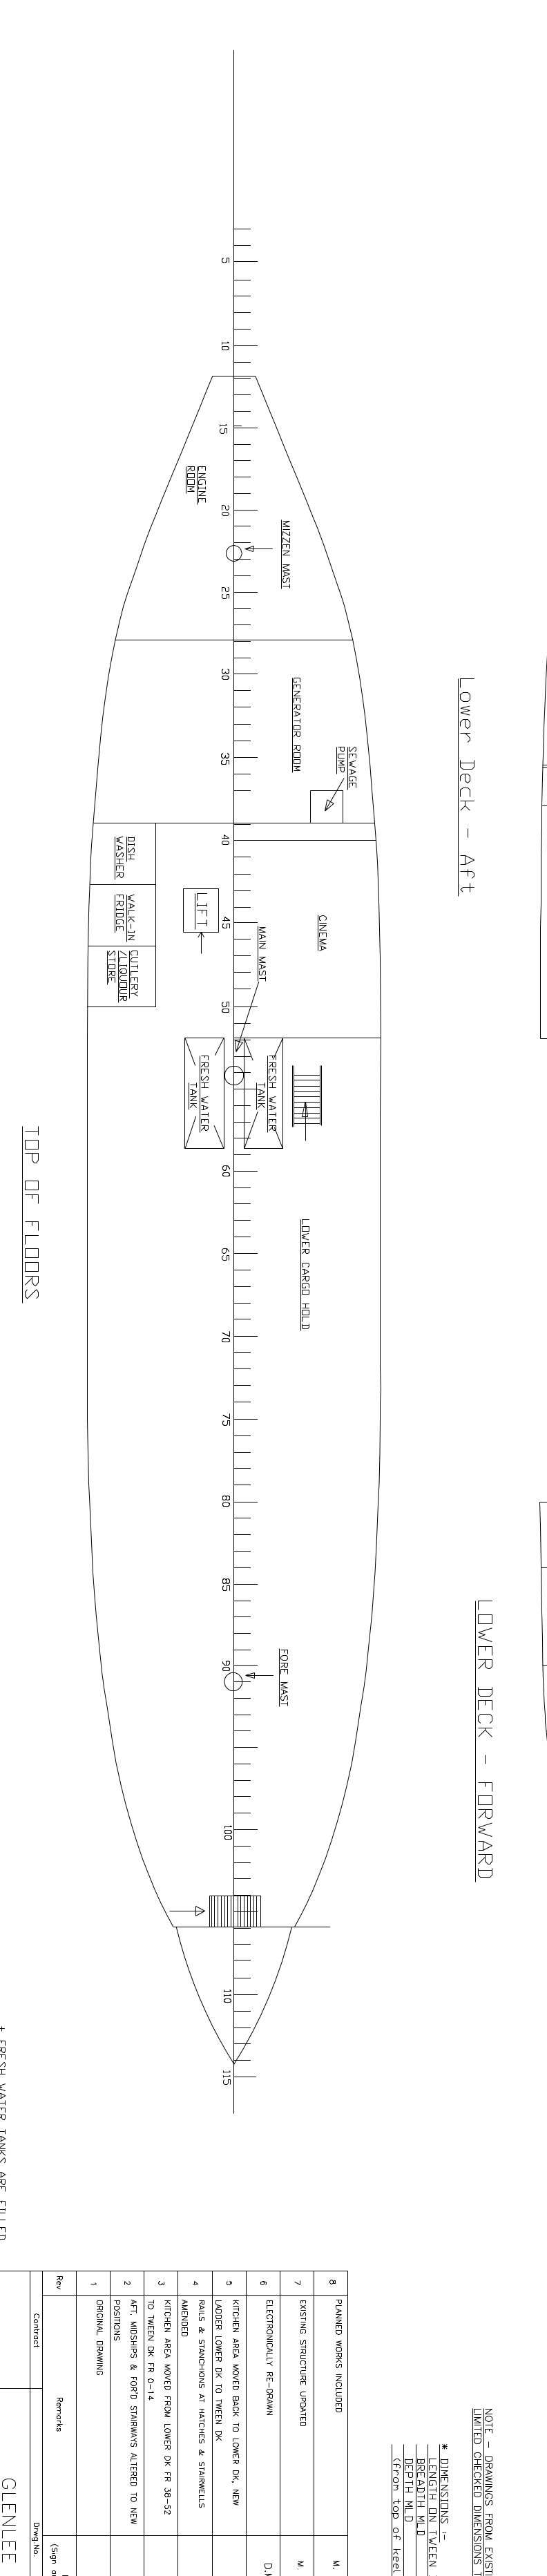 5
10
15
20
25
30
35
40
45
50
60
65
70
75
80
85
90
100
110
115
ENGINE
ROOM
MIZZEN MAST
GENERATOR ROOM
SEWAGE
PUMP
DISH
WASHER
WALK-IN
FRIDGE
CUTLERY
/LIQUOUR
STORE
LIFT
CINEMA
MAIN MAST
FRESH WATER
TANK
FRESH WATER
TANK
LOWER CARGO HOLD
FORE MAST
Lower Deck - Aft
LOWER DECK - FORWARD
TOP OF FLOORS
+ FRESH WATER TANKS ARE FILLED
NOTE - DRAWINGS FROM
LIMITED CHECKED DIMENSIONS
* DIMENSIONS :-
LENGTH ON TWEEN
BREADTH MLD
DEPTH MLD
(from top of keel
8 PLANNED WORKS INCLUDED M.
7 EXISTING STRUCTURE UPDATED M.
6 ELECTRONICALLY RE-DRAWN
5 KITCHEN AREA MOVED BACK TO LOWER DK, NEW
LADDER LOWER DK TO TWEEN DK
4 RAILS & STANCHIONS AT HATCHES & STAIRWELLS
AMENDED
3 KITCHEN AREA MOVED FROM LOWER DK FR 38-52
TO TWEEN DK FR 0-14
2 AFT, MIDSHIPS & FOR'D STAIRWAYS ALTERED TO NEW
POSITIONS
1 ORIGINAL DRAWING
Rev Remarks
Contract Drwg.No.
GLENLEE